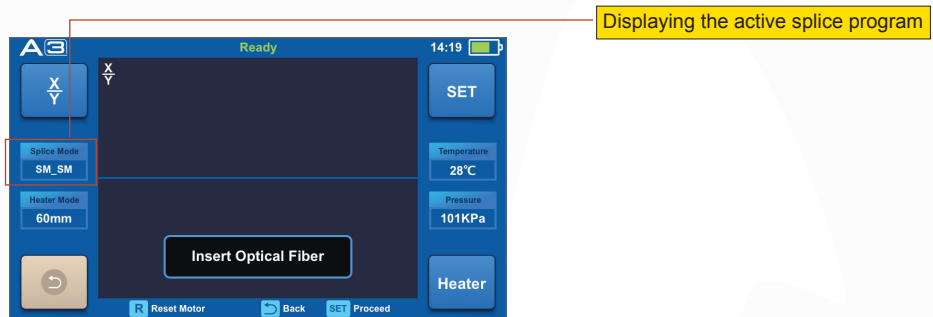 Displaying the active splice program
A3
Ready
14:19
X
Y
X
Y
SET
Splice Mode
SM_SM
Temperature
28℃
Heater Mode
60mm
Pressure
101KPa
Insert Optical Fiber
Heater
R Reset Motor
Back
SET Proceed